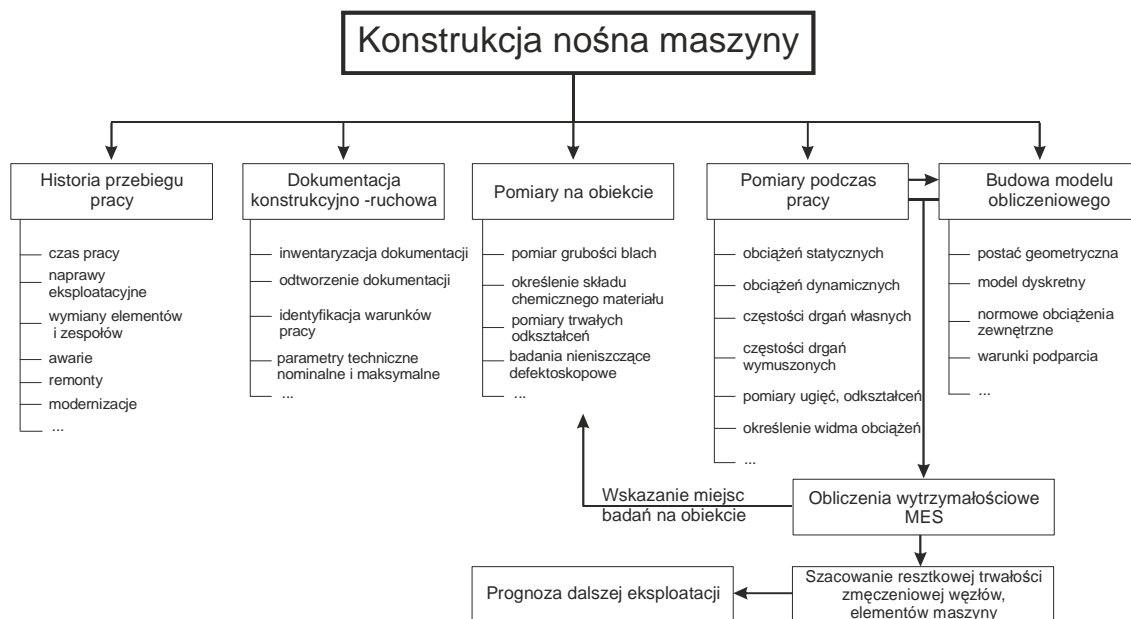 Konstrukcja nośna maszyny
Historia przebiegu
pracy
czas pracy
naprawy
eksploatacyjne
wymiany elementów
i zespołów
awarie
remonty
modernizacje
...
Dokumentacja
konstrukcyjno -ruchowa
inwentaryzacja dokumentacji
odtworzenie dokumentacji
identyfikacja warunków
pracy
parametry techniczne
nominalne i maksymalne
...
Pomiary na obiekcie
pomiar grubości blach
określenie składu
chemicznego materiału
pomiary trwałych
odkształceń
badania nieniszczące
defektoskopowe
...
Pomiary podczas
pracy
obciążeń statycznych
obciążeń dynamicznych
częstości drgań własnych
częstości drgań
wymuszonych
pomiary ugięć, odkształceń
określenie widma obciążeń
...
Budowa modelu
obliczeniowego
postać geometryczna
model dyskretny
normowe obciążenia
zewnętrzne
warunki podparcia
...
Wskazanie miejsc
badań na obiekcie
Obliczenia wytrzymałościowe
MES
Szacowanie resztkowej trwałości
zmęczeniowej węzłów,
elementów maszyny
Prognoza dalszej eksploatacji